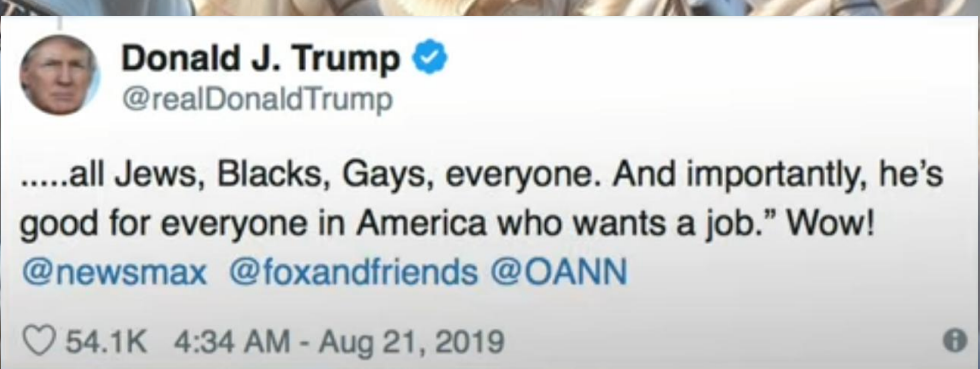 Donald J. Trump
@realDonaldTrump
.....all Jews, Blacks, Gays, everyone. And importantly, he's
good for everyone in America who wants a job.” Wow!
@newsmax @foxandfriends @OANN
54.1K 4:34 AM - Aug 21, 2019